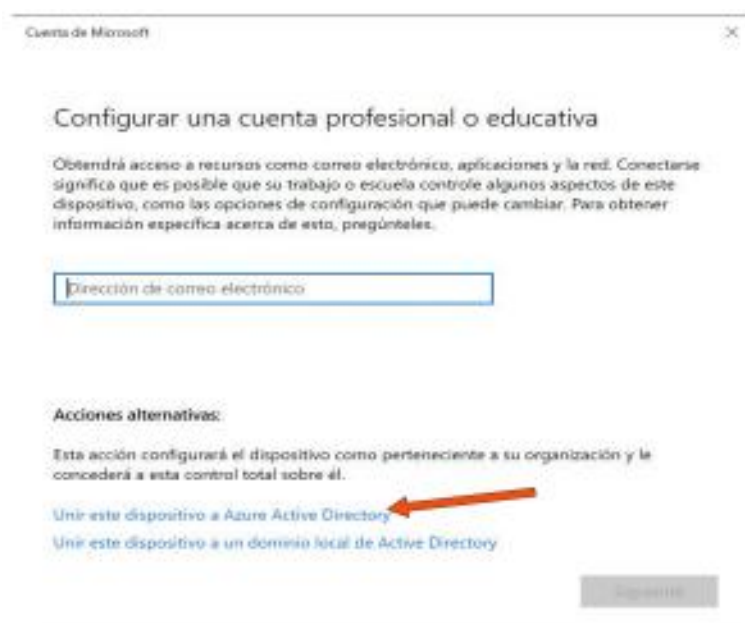 Cuenta de Microsoft
Configurar una cuenta profesional o educativa
Obtendrá acceso a recursos como correo electrónico, aplicaciones y la red. Conectarse
significa que es posible que su trabajo o escuela controle algunos aspectos de este
dispositivo, como las opciones de configuración que puede cambiar. Para obtener
información específica acerca de esto, pregúnteles.
Dirección de correo electrónico
Acciones alternativas:
Esta acción configurará el dispositivo como perteneciente a su organización y le
concederá a esta control total sobre él.
Unir este dispositivo a Azure Active Directory
Unir este dispositivo a un dominio local de Active Directory
Siguiente